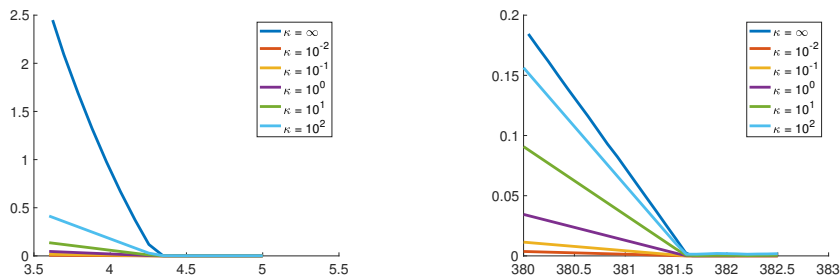 2.5
2
1.5
1
0.5
0
3.5 4 4.5 5 5.5
κ = ∞
κ = 10-2
κ = 10-1
κ = 100
κ = 101
κ = 102
0.2
0.15
0.1
0.05
0
380 380.5 381 381.5 382 382.5 383
κ = ∞
κ = 10-2
κ = 10-1
κ = 100
κ = 101
κ = 102